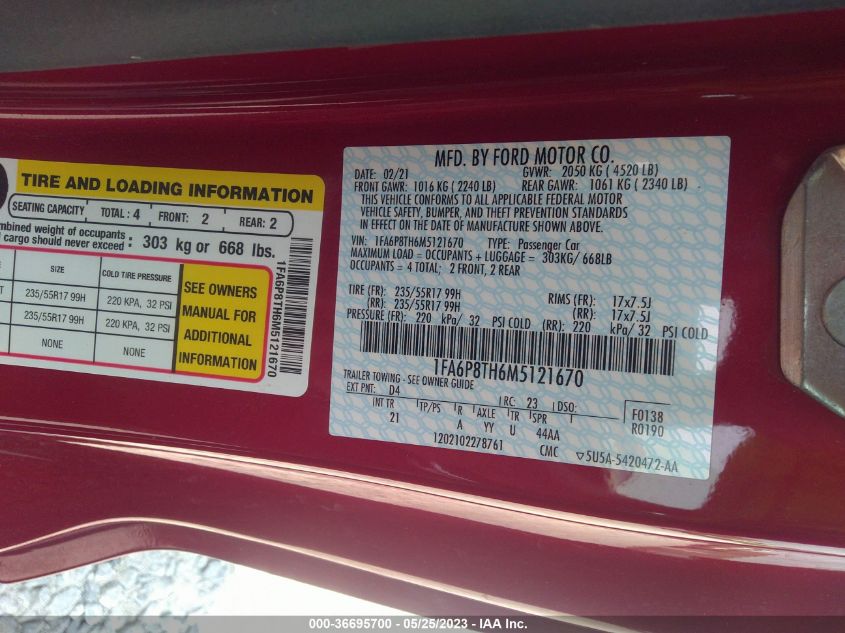 TIRE AND LOADING INFORMATION
SEATING CAPACITY TOTAL : 4 FRONT: 2 REAR: 2
mbined weight of occupants :
cargo should never exceed : 303 kg or 668 lbs.
SIZE COLD TIRE PRESSURE
235/55R17 99H 220 KPA, 32 PSI
235/55R17 99H 220 KPA, 32 PSI
NONE NONE
SEE OWNERS
MANUAL FOR
ADDITIONAL
INFORMATION
1FA6P8TH6M5121670
MFD. BY FORD MOTOR CO.
DATE: 02/21 GVWR: 2050 KG ( 4520 LB)
FRONT GAWR: 1016 KG ( 2240 LB) REAR GAWR: 1061 KG ( 2340 LB)
THIS VEHICLE CONFORMS TO ALL APPLICABLE FEDERAL MOTOR
VEHICLE SAFETY, BUMPER, AND THEFT PREVENTION STANDARDS
IN EFFECT ON THE DATE OF MANUFACTURE SHOWN ABOVE.
VIN: 1FA6P8TH6M5121670 TYPE: Passenger Car
MAXIMUM LOAD = OCCUPANTS + LUGGAGE = 303KG/ 668LB
OCCUPANTS = 4 TOTAL; 2 FRONT, 2 REAR
TIRE (FR): 235/55R17 99H RIMS (FR): 17x7.5J
(RR): 235/55R17 99H (RR): 17x7.5J
PRESSURE (FR): 220 kPa/ 32 PSI COLD (RR): 220 kPa/ 32 PSI COLD
1FA6P8TH6M5121670
TRAILER TOWING - SEE OWNER GUIDE
EXT PNT: D4 RC: 23 DSO:
INT TR TP/PS R AXLE TR SPR T
21 A YY U 44AA
F0138
R0190
1202102278761 CMC ▽5U5A-5420472-AA
000-36695700 - 05/25/2023 - IAA Inc.